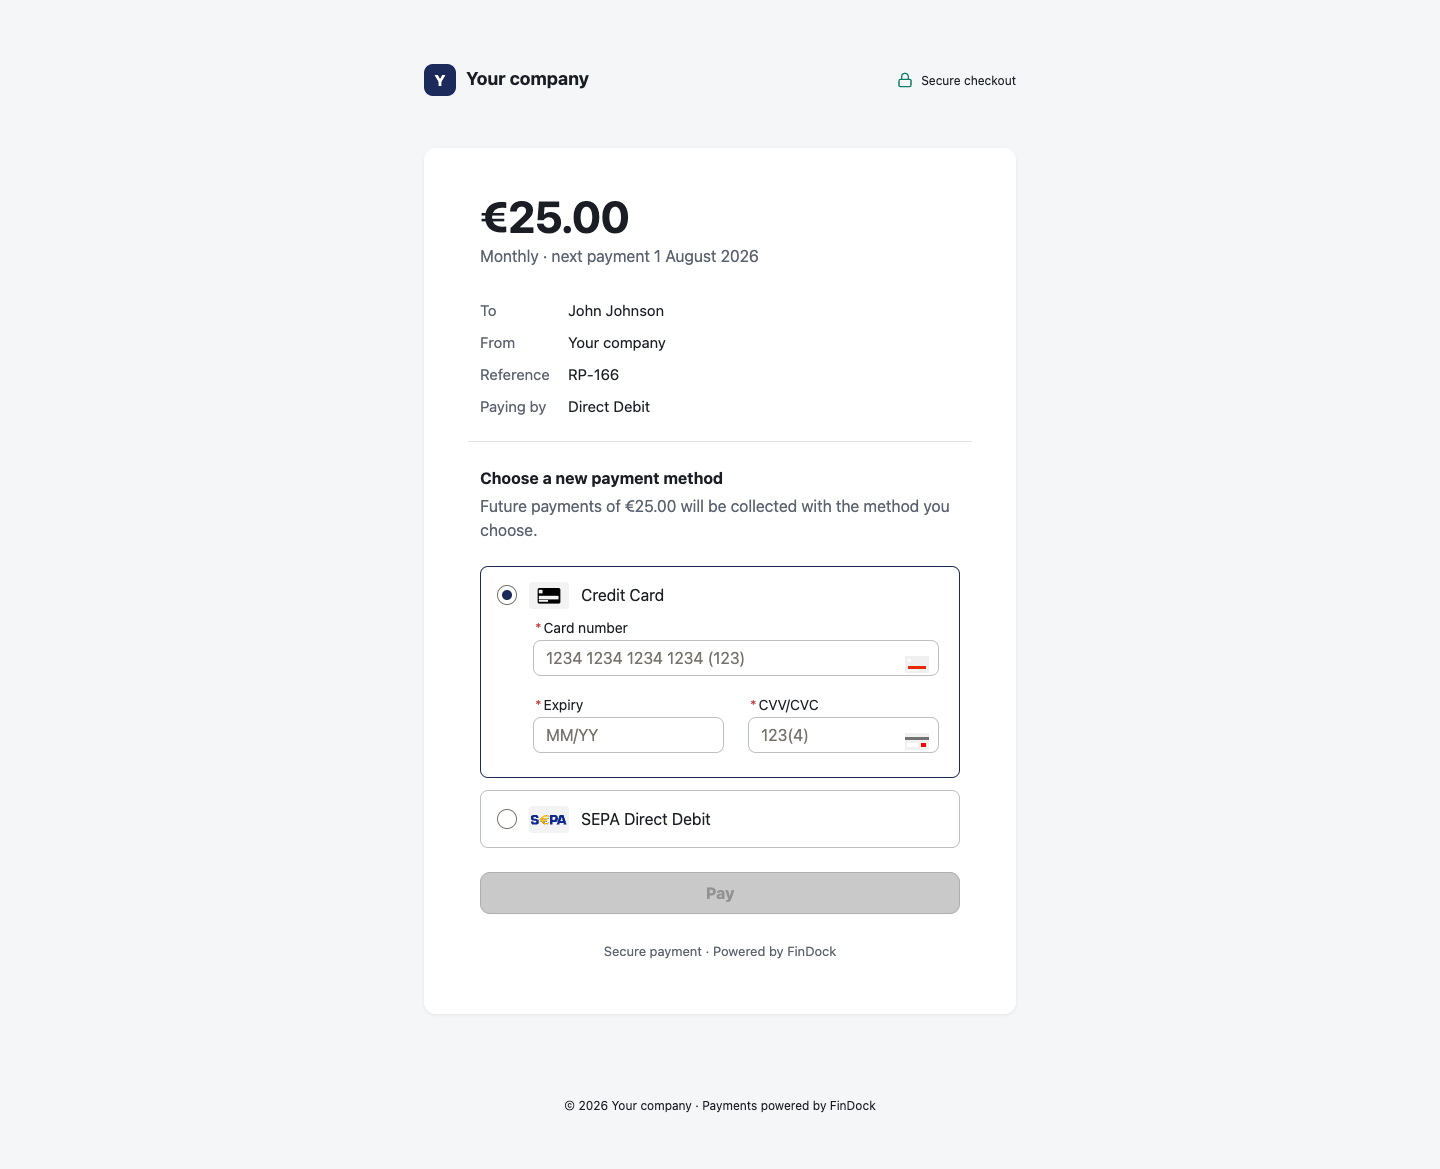 Y
Your company
Secure checkout
€25.00
Monthly · next payment 1 August 2026
To John Johnson
From Your company
Reference RP-166
Paying by Direct Debit
Choose a new payment method
Future payments of €25.00 will be collected with the method you
choose.
Credit Card
* Card number
1234 1234 1234 1234 (123)
* Expiry * CVV/CVC
MM/YY 123(4)
SEPA SEPA Direct Debit
Pay
Secure payment · Powered by FinDock
© 2026 Your company · Payments powered by FinDock